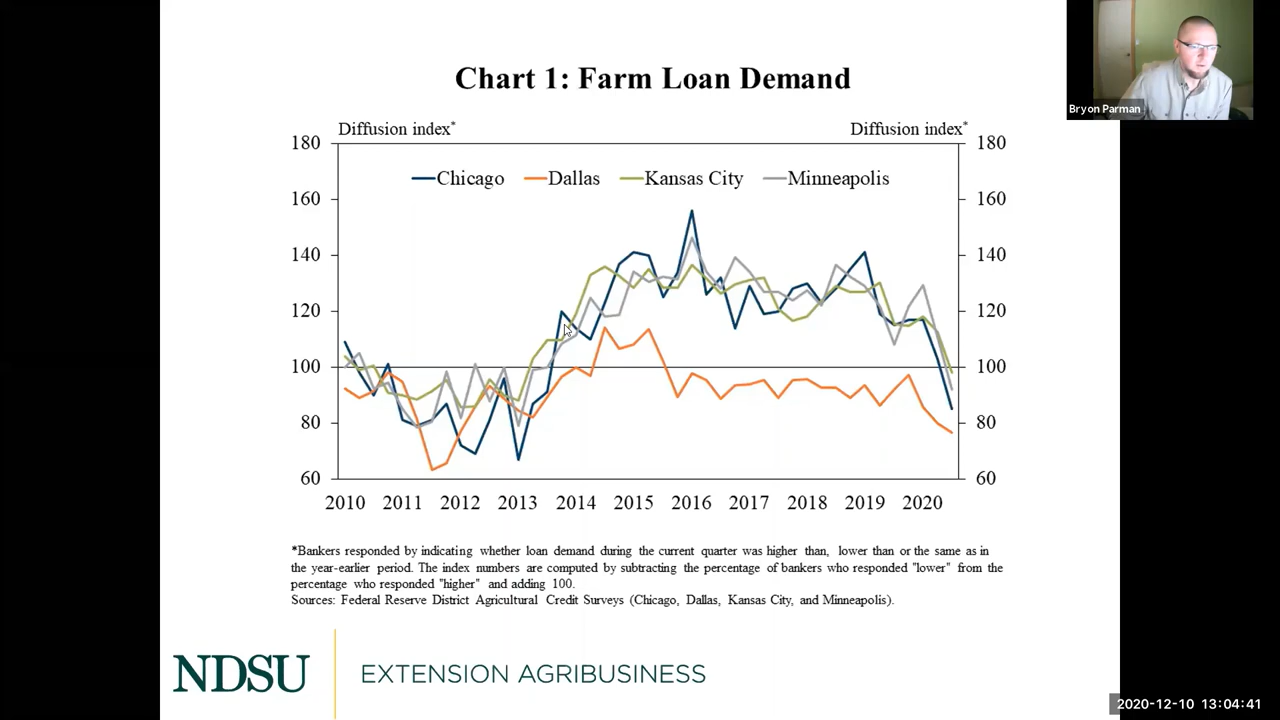 Chart 1: Farm Loan Demand
Bryon Parman
Diffusion index* Diffusion index*
180 180
Chicago Dallas Kansas City Minneapolis
160 160
140 140
120 120
100 100
80 80
60 60
2010 2011 2012 2013 2014 2015 2016 2017 2018 2019 2020
*Bankers responded by indicating whether loan demand during the current quarter was higher than, lower than or the same as in
the year-earlier period. The index numbers are computed by subtracting the percentage of bankers who responded "lower" from the
percentage who responded "higher" and adding 100.
Sources: Federal Reserve District Agricultural Credit Surveys (Chicago, Dallas, Kansas City, and Minneapolis).
NDSU EXTENSION AGRIBUSINESS
2020-12-10 13:04:41